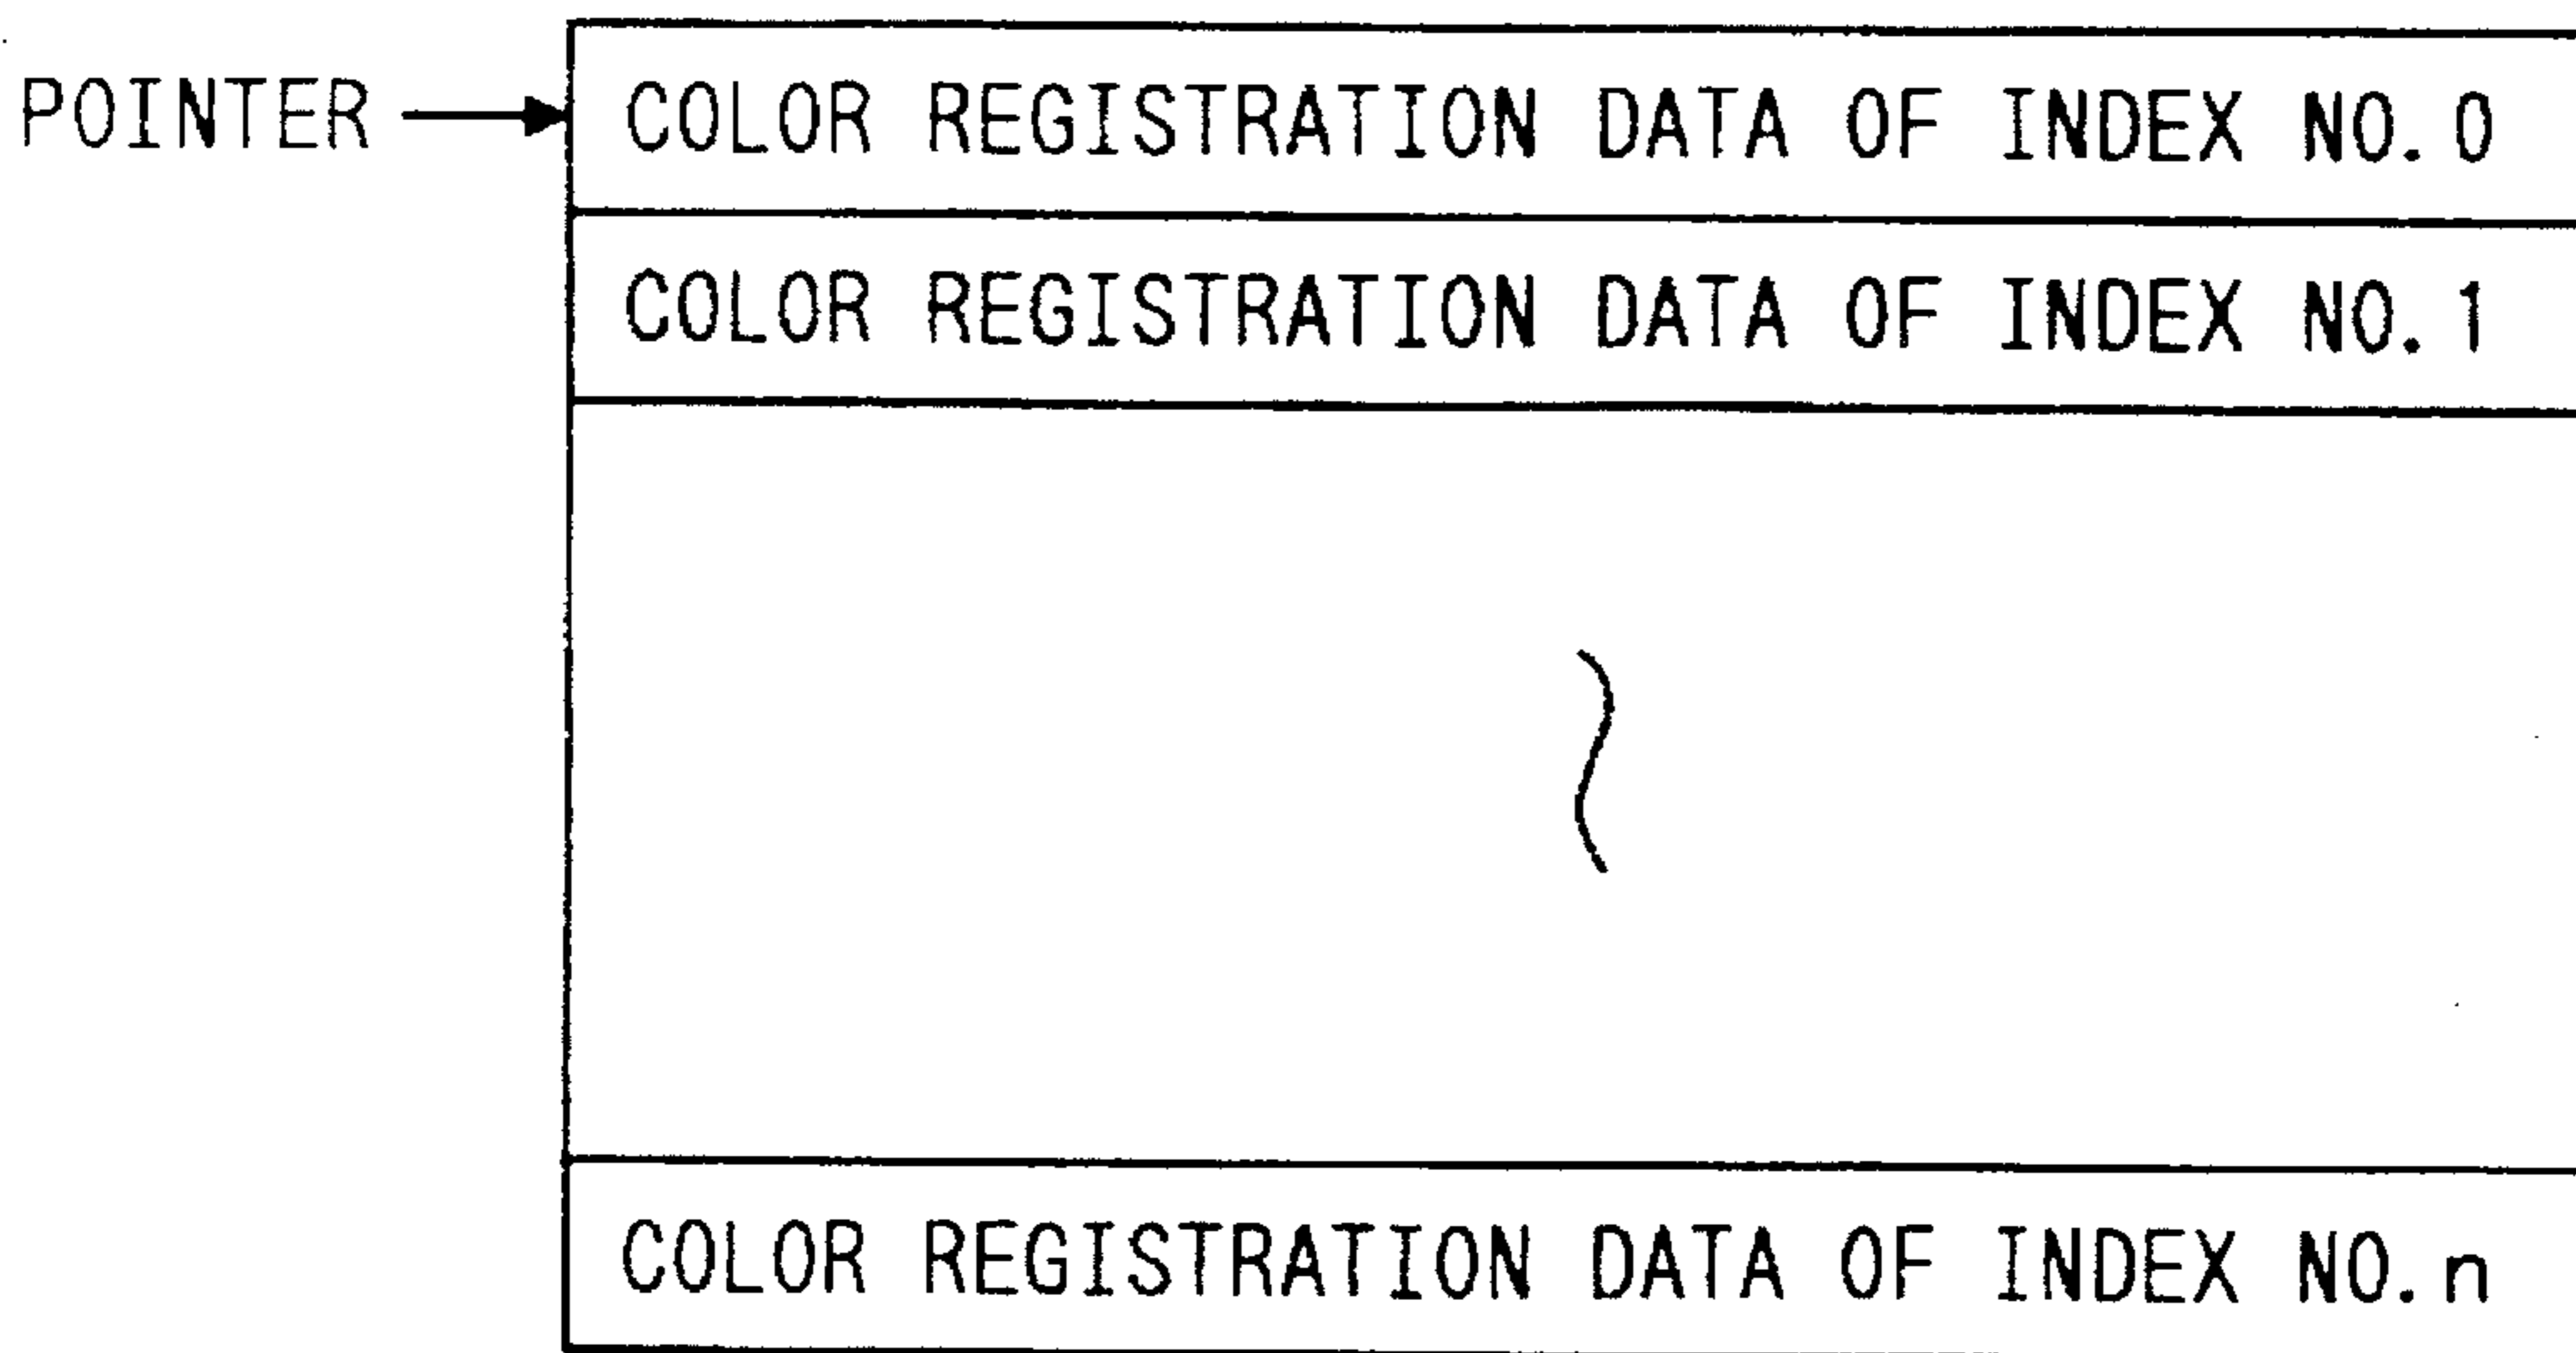 POINTER
COLOR REGISTRATION DATA OF INDEX NO.0
COLOR REGISTRATION DATA OF INDEX NO.1
COLOR REGISTRATION DATA OF INDEX NO.n